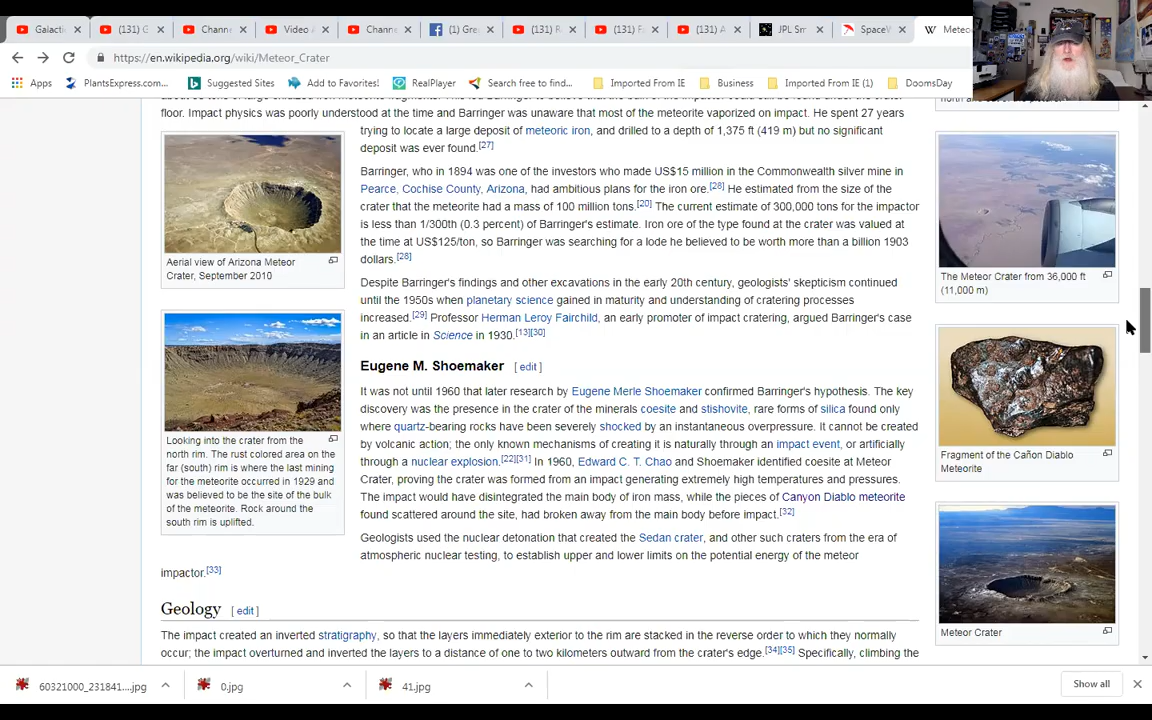 Galacti
(131) G
Channe
Video A
Channe
(1) Gre
(131) R
(131) F
(131) A
JPL Sm
SpaceW
Meteo
https://en.wikipedia.org/wiki/Meteor_Crater
Apps
PlantsExpress.com...
Suggested Sites
Add to Favorites!
RealPlayer
Search free to find...
Imported From IE
Business
Imported From IE (1)
DoomsDay
floor. Impact physics was poorly understood at the time and Barringer was unaware that most of the meteorite vaporized on impact. He spent 27 years
trying to locate a large deposit of meteoric iron, and drilled to a depth of 1,375 ft (419 m) but no significant
deposit was ever found.[27]
Barringer, who in 1894 was one of the investors who made US$15 million in the Commonwealth silver mine in
Pearce, Cochise County, Arizona, had ambitious plans for the iron ore.[28] He estimated from the size of the
crater that the meteorite had a mass of 100 million tons.[20] The current estimate of 300,000 tons for the impactor
is less than 1/300th (0.3 percent) of Barringer's estimate. Iron ore of the type found at the crater was valued at
the time at US$125/ton, so Barringer was searching for a lode he believed to be worth more than a billion 1903
dollars.[28]
Despite Barringer's findings and other excavations in the early 20th century, geologists' skepticism continued
until the 1950s when planetary science gained in maturity and understanding of cratering processes
increased.[29] Professor Herman Leroy Fairchild, an early promoter of impact cratering, argued Barringer's case
in an article in Science in 1930.[13][30]
Aerial view of Arizona Meteor
Crater, September 2010
Looking into the crater from the
north rim. The rust colored area on the
far (south) rim is where the last mining
for the meteorite occurred in 1929 and
was believed to be the site of the bulk
of the meteorite. Rock around the
south rim is uplifted.
Eugene M. Shoemaker [ edit ]
It was not until 1960 that later research by Eugene Merle Shoemaker confirmed Barringer's hypothesis. The key
discovery was the presence in the crater of the minerals coesite and stishovite, rare forms of silica found only
where quartz-bearing rocks have been severely shocked by an instantaneous overpressure. It cannot be created
by volcanic action; the only known mechanisms of creating it is naturally through an impact event, or artificially
through a nuclear explosion.[22][31] In 1960, Edward C. T. Chao and Shoemaker identified coesite at Meteor
Crater, proving the crater was formed from an impact generating extremely high temperatures and pressures.
The impact would have disintegrated the main body of iron mass, while the pieces of Canyon Diablo meteorite
found scattered around the site, had broken away from the main body before impact.[32]
Geologists used the nuclear detonation that created the Sedan crater, and other such craters from the era of
atmospheric nuclear testing, to establish upper and lower limits on the potential energy of the meteor
impactor.[33]
Geology [ edit ]
The impact created an inverted stratigraphy, so that the layers immediately exterior to the rim are stacked in the reverse order to which they normally
occur; the impact overturned and inverted the layers to a distance of one to two kilometers outward from the crater's edge.[34][35] Specifically, climbing the
The Meteor Crater from 36,000 ft
(11,000 m)
Fragment of the Cañon Diablo
Meteorite
Meteor Crater
60321000_231841....jpg
0.jpg
41.jpg
Show all